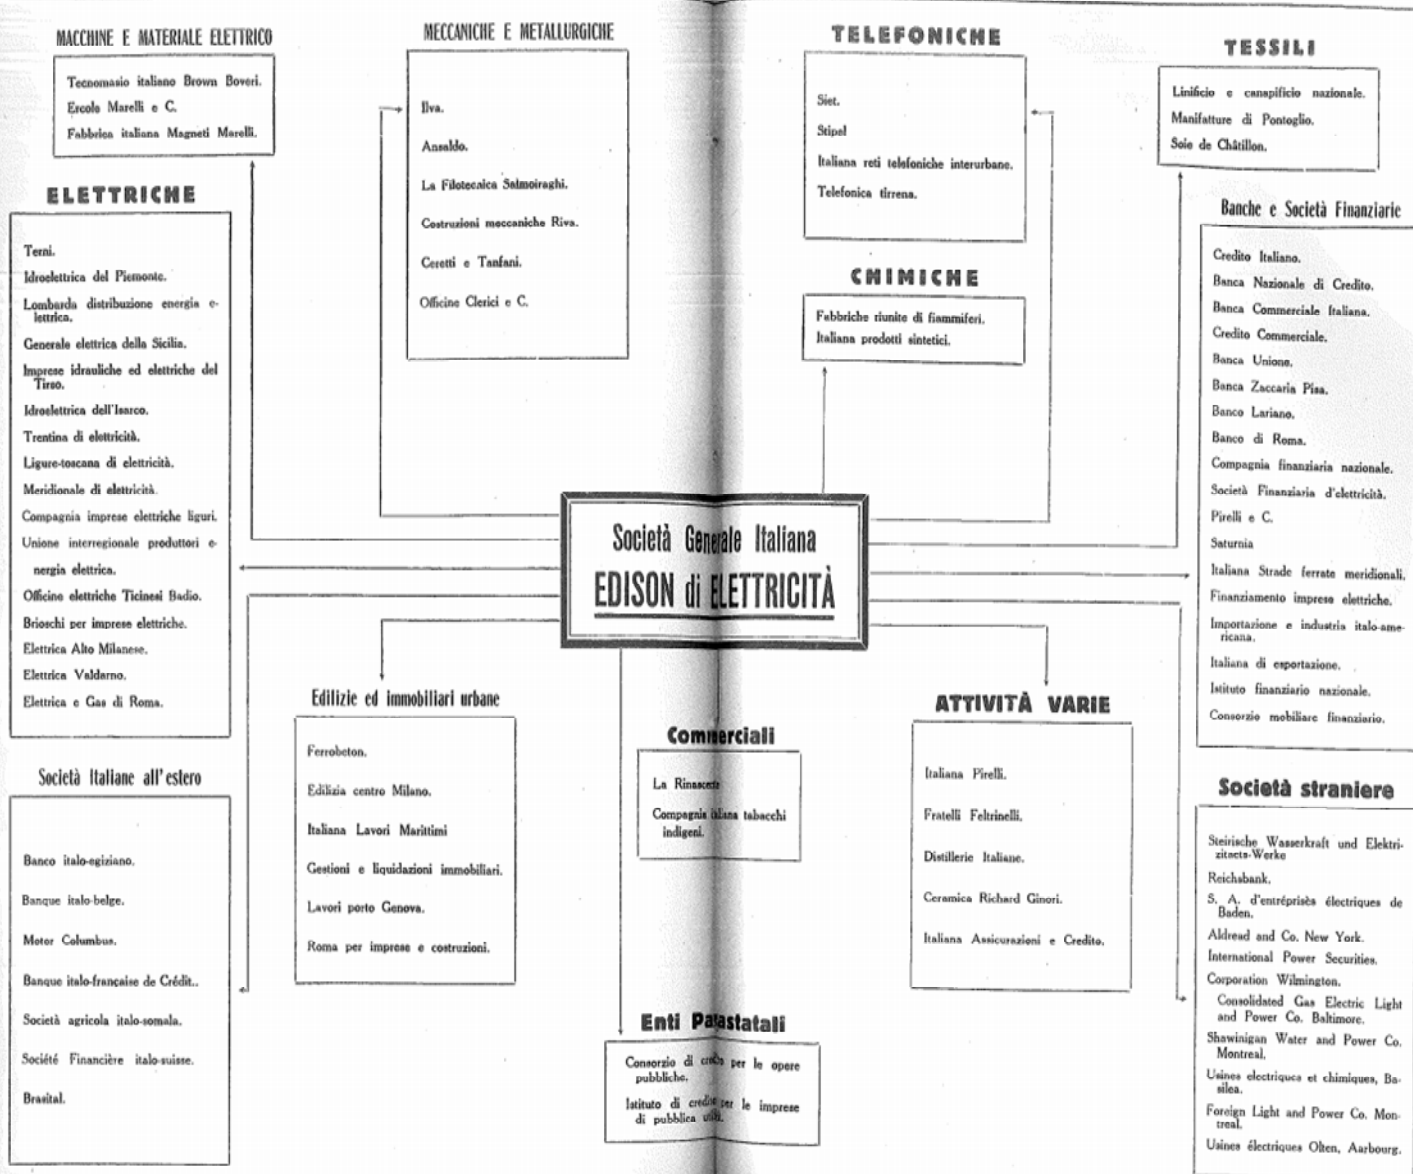 MACCHINE E MATERIALE ELETTRICO
Tecnomasio italiano Brown Boveri.
Ercole Marelli e C.
Fabbrica italiana Magneti Marelli.
MECCANICHE E METALLURGICHE
Ilva.
Ansaldo.
La Filotecnica Salmoiraghi.
Costruzioni meccaniche Riva.
Ceretti e Tanfani.
Officine Clerici e C.
TELEFONICHE
Siet.
Stipel
Italiana reti telefoniche interurbane.
Telefonica tirrena.
TESSILI
Linificio e canapificio nazionale.
Manifatture di Pontoglio.
Soie de Châtillon.
ELETTRICHE
Terni.
Idroelettrica del Piemonte.
Lombarda distribuzione energia e-
lettrica.
Generale elettrica della Sicilia.
Imprese idrauliche ed elettriche del
Tirso.
Idroelettrica dell'Isarco.
Trentina di elettricità.
Ligure-toscana di elettricità.
Meridionale di elettricità.
Compagnia imprese elettriche liguri.
Unione interregionale produttori e-
nergia elettrica.
Officine elettriche Ticinesi Badio.
Brioschi per imprese elettriche.
Elettrica Alto Milanese.
Elettrica Valdarno.
Elettrica e Gas di Roma.
CHIMICHE
Fabbriche riunite di fiammiferi.
Italiana prodotti sintetici.
Banche e Società Finanziarie
Credito Italiano.
Banca Nazionale di Credito.
Banca Commerciale Italiana.
Credito Commerciale.
Banca Unione.
Banca Zaccaria Pisa.
Banco Lariano.
Banco di Roma.
Compagnia finanziaria nazionale.
Società Finanziaria d'elettricità.
Pirelli e C.
Saturnia
Italiana Strade ferrate meridionali.
Finanziamento imprese elettriche.
Importazione e industria italo-ame-
ricana.
Italiana di esportazione.
Istituto finanziario nazionale.
Consorzio mobiliare finanziario.
Società Generale Italiana
EDISON di ELETTRICITÀ
Società Italiane all'estero
Banco italo-egiziano.
Banque italo-belge.
Motor Columbus.
Banque italo-française de Crédit..
Società agricola italo-somala.
Société Financière italo-suisse.
Brasital.
Edilizie ed immobiliari urbane
Ferrobeton.
Edilizia centro Milano.
Italiana Lavori Marittimi
Gestioni e liquidazioni immobiliari.
Lavori porto Genova.
Roma per imprese e costruzioni.
Commerciali
La Rinascente
Compagnia italiana tabacchi
indigeni.
Enti Parastatali
Consorzio di credito per le opere
pubbliche.
Istituto di credito per le imprese
di pubblica utilità.
ATTIVITÀ VARIE
Italiana Pirelli.
Fratelli Feltrinelli.
Distillerie Italiane.
Ceramica Richard Ginori.
Italiana Assicurazioni e Credito.
Società straniere
Steirische Wasserkraft und Elektri-
zitaets-Werke
Reichsbank.
S. A. d'entréprisès électriques de
Baden.
Aldread and Co. New York.
International Power Securities.
Corporation Wilmington.
Consolidated Gas Electric Light
and Power Co. Baltimore.
Shawinigan Water and Power Co.
Montreal.
Usines electriques et chimiques, Ba-
silea.
Foreign Light and Power Co. Mon-
treal.
Usines électriques Olten, Aarbourg.